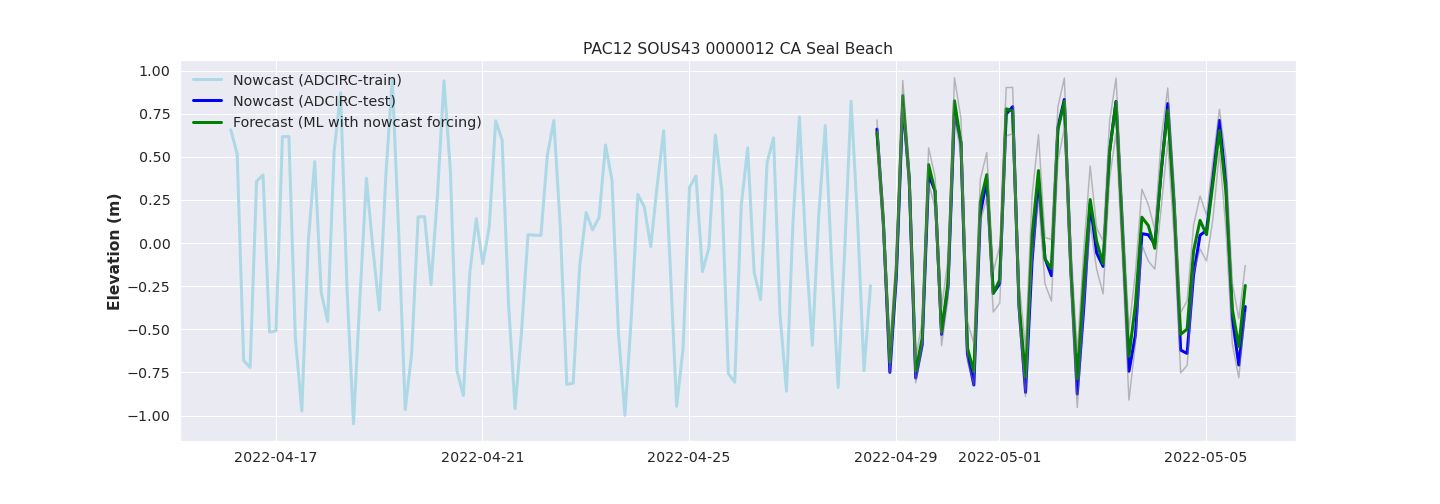 PAC12 SOUS43 0000012 CA Seal Beach
Nowcast (ADCIRC-train)
Nowcast (ADCIRC-test)
Forecast (ML with nowcast forcing)
Elevation (m)
1.00
0.75
0.50
0.25
0.00
−0.25
−0.50
−0.75
−1.00
2022-04-17 2022-04-21 2022-04-25 2022-04-29 2022-05-01 2022-05-05